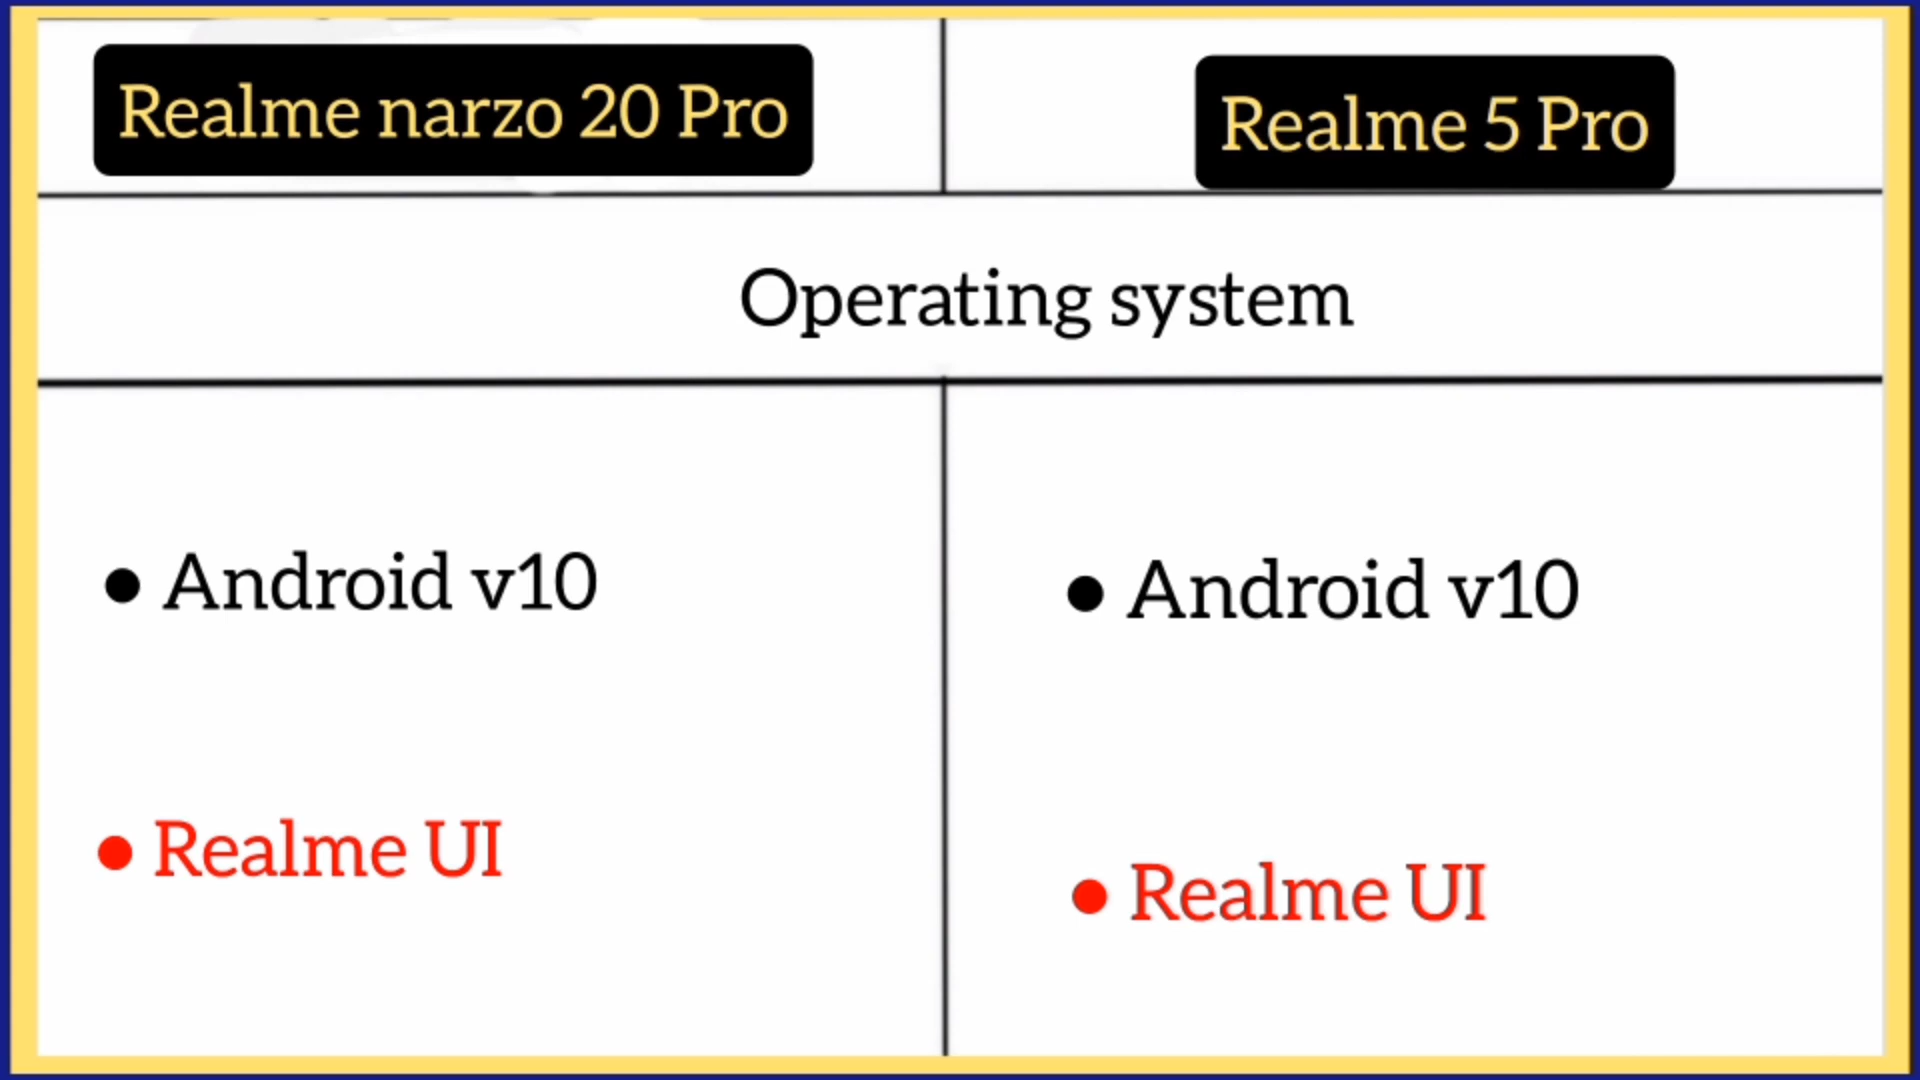 Realme narzo 20 Pro
Realme 5 Pro
Operating system
• Android v10
• Android v10
• Realme UI
• Realme UI